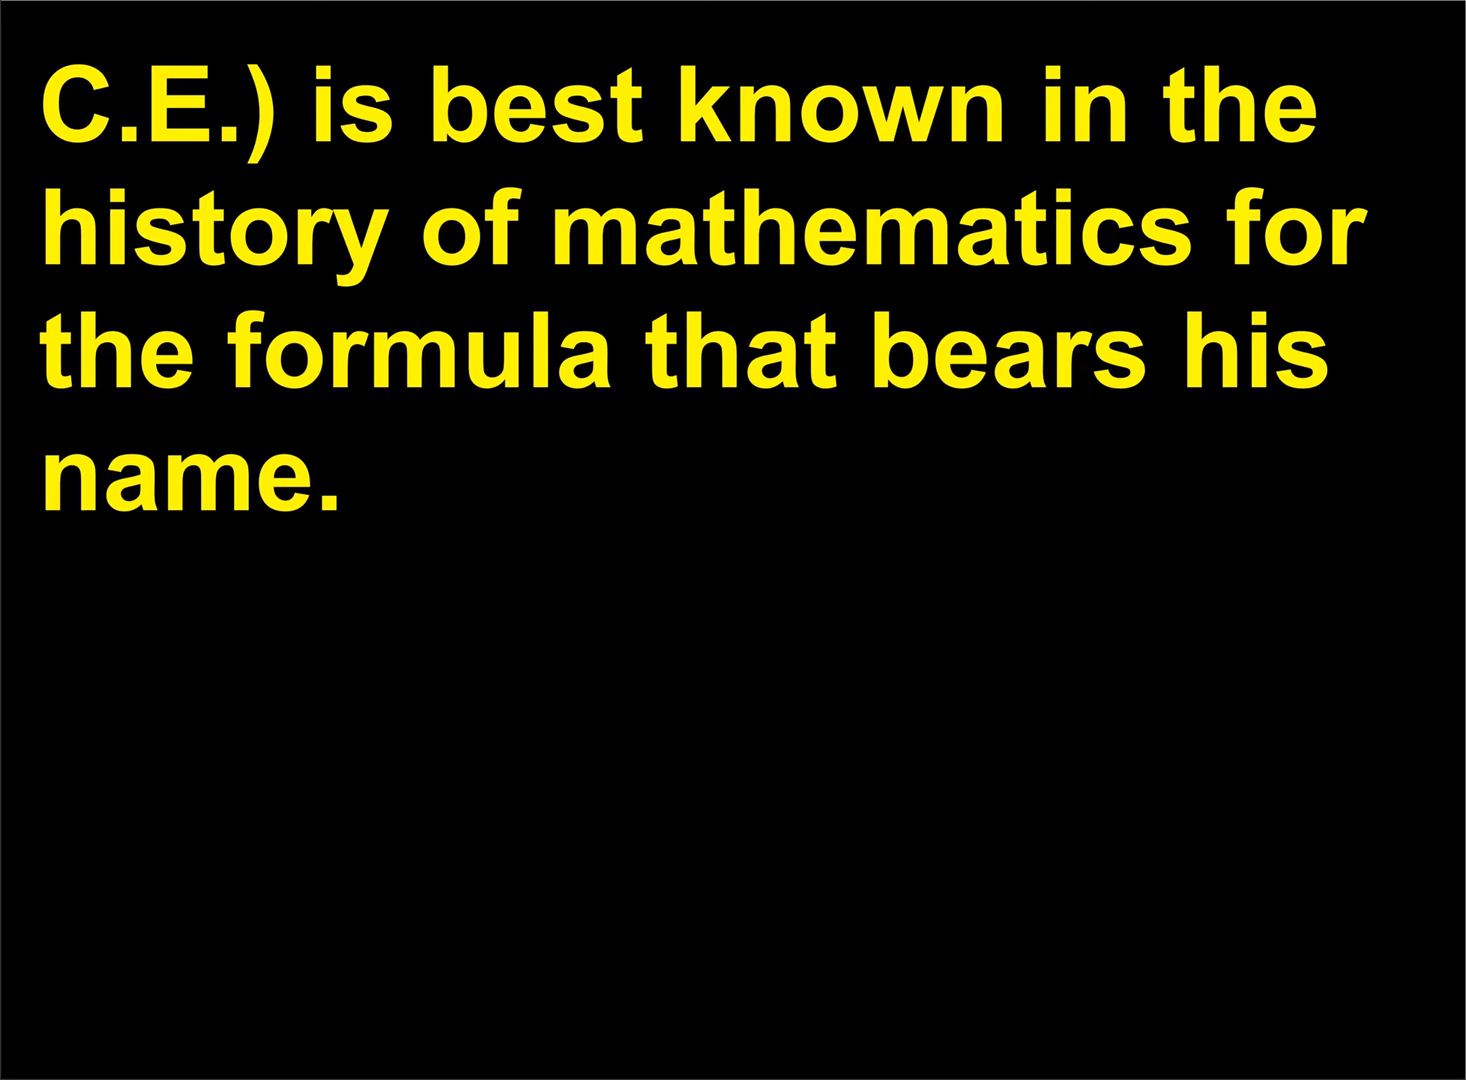 C.E.) is best known in the
history of mathematics for
the formula that bears his
name.